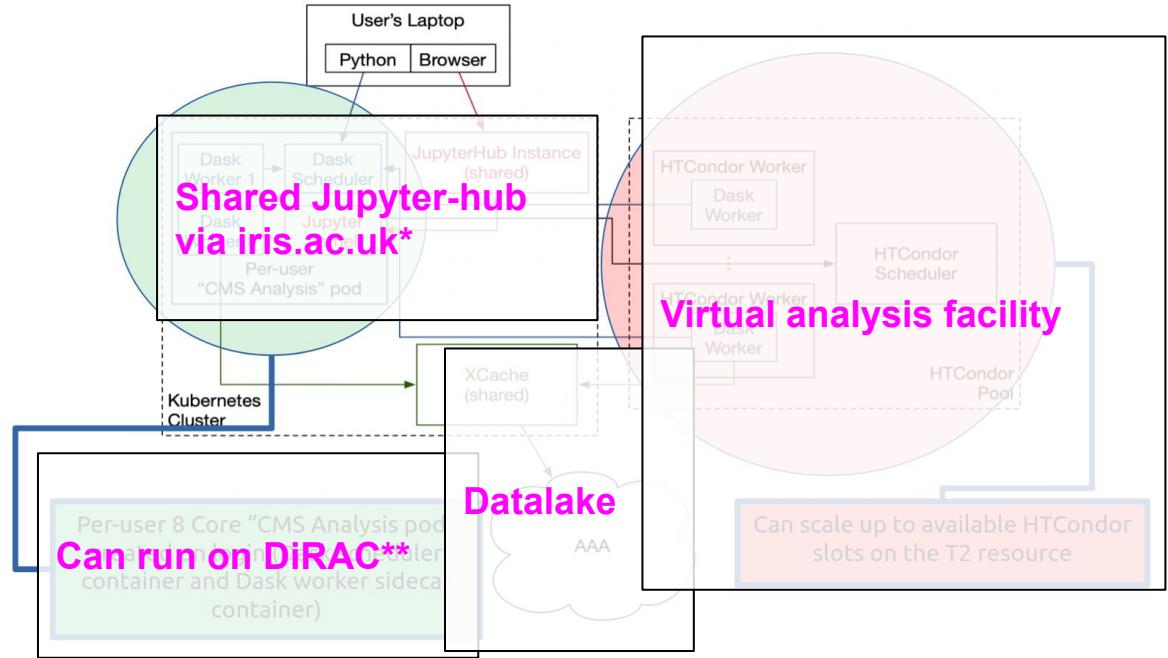 User's Laptop
Python Browser
Dask
Worker 1
Dask
Scheduler
JupyterHub Instance
(shared)
Shared Jupyter-hub
via iris.ac.uk*
Dask
Jupyter
Per-user
"CMS Analysis" pod
Kubernetes
Cluster
XCache
(shared)
HTCondor Worker
Dask
Worker
⋮
HTCondor
Scheduler
HTCondor Worker
Virtual analysis facility
Dask
Worker
HTCondor
Pool
Datalake
AAA
Per-user 8 Core "CMS Analysis pod"
Can run on DiRAC**
container and Dask worker sidecar
container)
Can scale up to available HTCondor
slots on the T2 resource